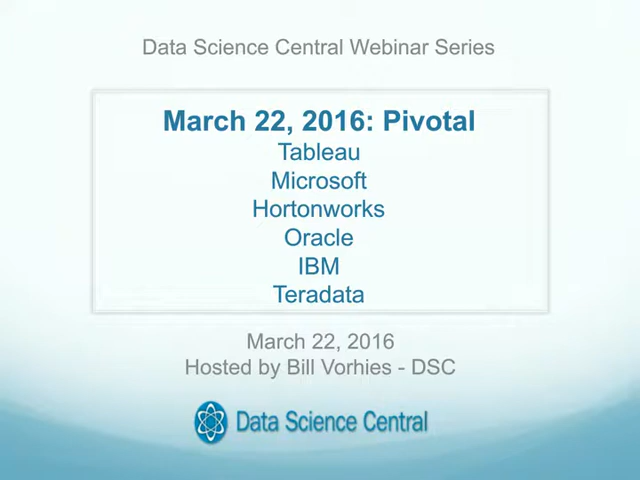 Data Science Central Webinar Series
March 22, 2016: Pivotal
Tableau
Microsoft
Hortonworks
Oracle
IBM
Teradata
March 22, 2016
Hosted by Bill Vorhies - DSC
Data Science Central